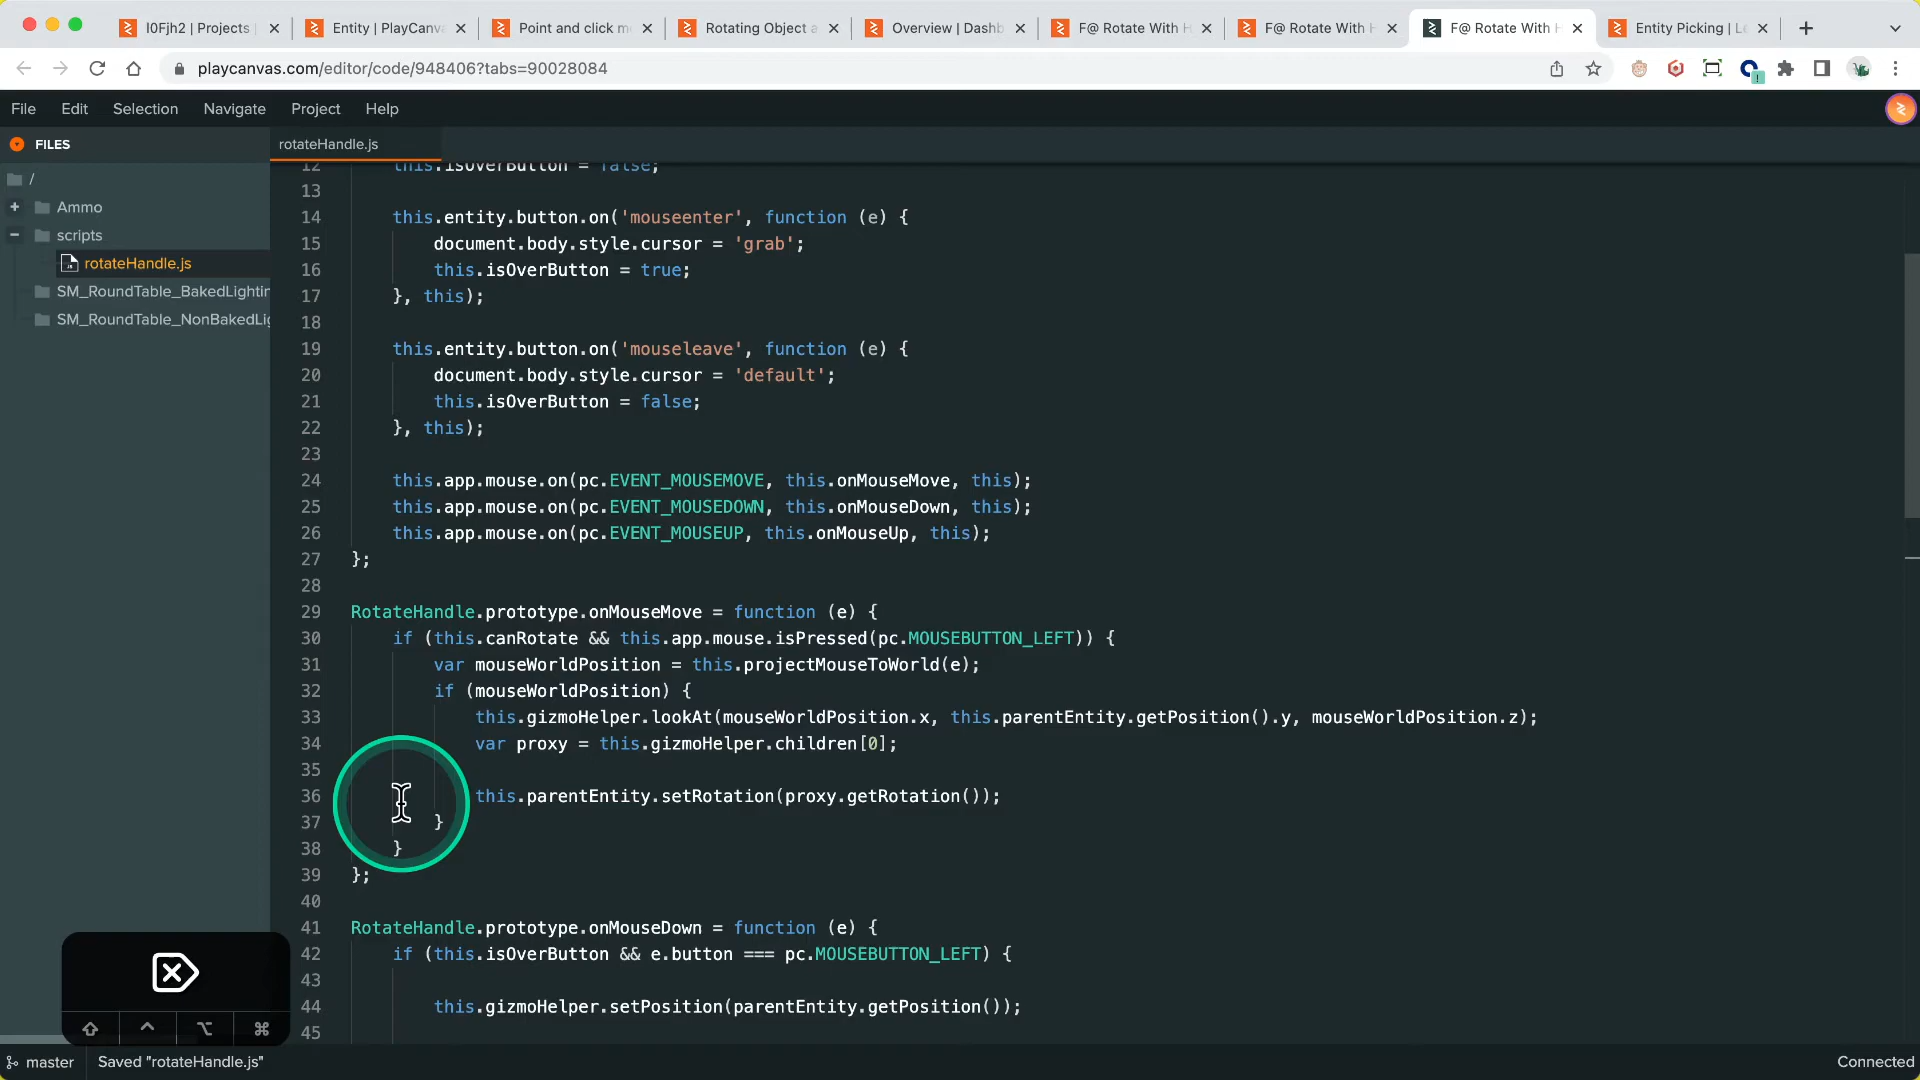 I0Fjh2 | Projects
Entity | PlayCanva
Point and click m
Rotating Object a
Overview | Dashb
F@ Rotate With H
F@ Rotate With H
F@ Rotate With H
Entity Picking | Le
playcanvas.com/editor/code/948406?tabs=90028084
File Edit Selection Navigate Project Help
FILES
rotateHandle.js
/
Ammo
scripts
rotateHandle.js
SM_RoundTable_BakedLightin
SM_RoundTable_NonBakedLig
12 this.isOverButton = false;
13
14 this.entity.button.on('mouseenter', function (e) {
15 document.body.style.cursor = 'grab';
16 this.isOverButton = true;
17 }, this);
18
19 this.entity.button.on('mouseleave', function (e) {
20 document.body.style.cursor = 'default';
21 this.isOverButton = false;
22 }, this);
23
24 this.app.mouse.on(pc.EVENT_MOUSEMOVE, this.onMouseMove, this);
25 this.app.mouse.on(pc.EVENT_MOUSEDOWN, this.onMouseDown, this);
26 this.app.mouse.on(pc.EVENT_MOUSEUP, this.onMouseUp, this);
27 };
28
29 RotateHandle.prototype.onMouseMove = function (e) {
30 if (this.canRotate && this.app.mouse.isPressed(pc.MOUSEBUTTON_LEFT)) {
31 var mouseWorldPosition = this.projectMouseToWorld(e);
32 if (mouseWorldPosition) {
33 this.gizmoHelper.lookAt(mouseWorldPosition.x, this.parentEntity.getPosition().y, mouseWorldPosition.z);
34 var proxy = this.gizmoHelper.children[0];
35
36 this.parentEntity.setRotation(proxy.getRotation());
37 }
38 }
39 };
40
41 RotateHandle.prototype.onMouseDown = function (e) {
42 if (this.isOverButton && e.button === pc.MOUSEBUTTON_LEFT) {
43
44 this.gizmoHelper.setPosition(parentEntity.getPosition());
45
master
Saved "rotateHandle.js"
Connected